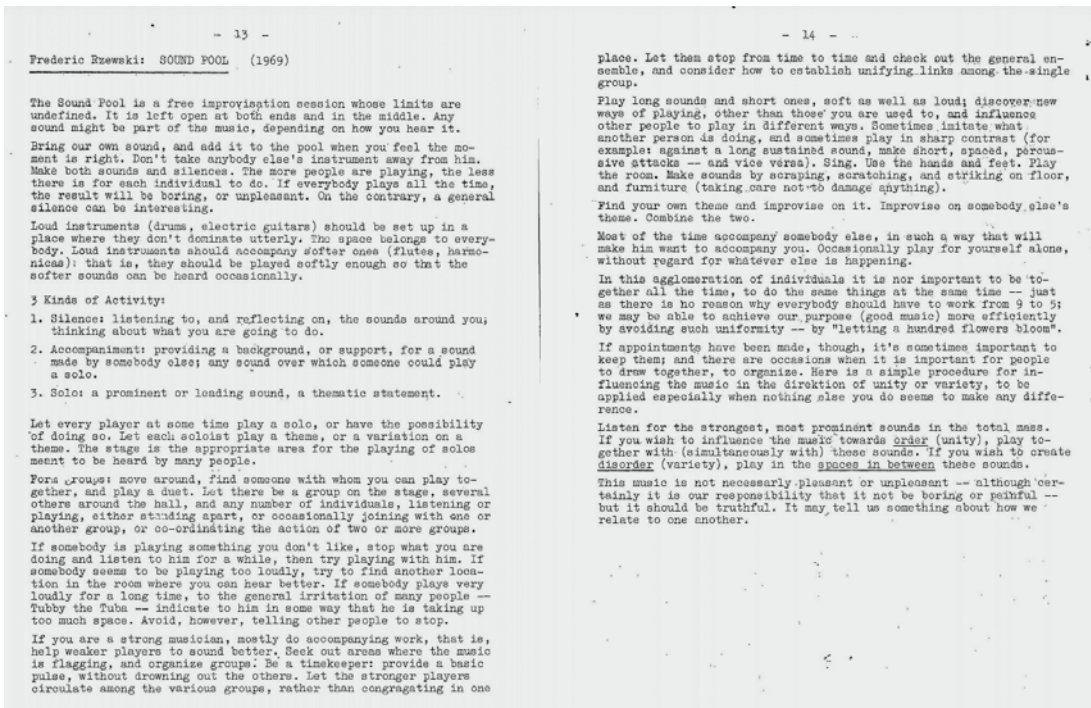 - 13 -
Frederic Rzewski: SOUND POOL (1969)
The Sound Pool is a free improvisation session whose limits are
undefined. It is left open at both ends and in the middle. Any
sound might be part of the music, depending on how you hear it.
Bring our own sound, and add it to the pool when you feel the mo-
ment is right. Don't take anybody else's instrument away from him.
Make both sounds and silences. The more people are playing, the less
there is for each individual to do. If everybody plays all the time,
the result will be boring, or unpleasant. On the contrary, a general
silence can be interesting.
Loud instruments (drums, electric guitars) should be set up in a
place where they don't dominate utterly. The space belongs to every-
body. Loud instruments should accompany softer ones (flutes, harmo-
nicas): that is, they should be played softly enough so that the
softer sounds can be heard occasionally.
3 Kinds of Activity:
1. Silence: listening to, and reflecting on, the sounds around you;
thinking about what you are going to do.
2. Accompaniment: providing a background, or support, for a sound
made by somebody else; any sound over which someone could play
a solo.
3. Solo: a prominent or leading sound, a thematic statement.
Let every player at some time play a solo, or have the possibility
of doing so. Let each soloist play a theme, or a variation on a
theme. The stage is the appropriate area for the playing of solos
meant to be heard by many people.
Form groups: move around, find someone with whom you can play to-
gether, and play a duet. Let there be a group on the stage, several
others around the hall, and any number of individuals, listening or
playing, either standing apart, or occasionally joining with one or
another group, or co-ordinating the action of two or more groups.
If somebody is playing something you don't like, stop what you are
doing and listen to him for a while, then try playing with him. If
somebody seems to be playing too loudly, try to find another loca-
tion in the room where you can hear better. If somebody plays very
loudly for a long time, to the general irritation of many people --
Tubby the Tuba -- indicate to him in some way that he is taking up
too much space. Avoid, however, telling other people to stop.
If you are a strong musician, mostly do accompanying work, that is,
help weaker players to sound better. Seek out areas where the music
is flagging, and organize groups. Be a timekeeper: provide a basic
pulse, without drowning out the others. Let the stronger players
circulate among the various groups, rather than congragating in one
- 14 -
place. Let them stop from time to time and check out the general en-
semble, and consider how to establish unifying links among the single
group.
Play long sounds and short ones, soft as well as loud; discover new
ways of playing, other than those you are used to, and influence
other people to play in different ways. Sometimes imitate what
another person is doing, and sometimes play in sharp contrast (for
example: against a long sustained sound, make short, spaced, percus-
sive attacks -- and vice versa). Sing. Use the hands and feet. Play
the room. Make sounds by scraping, scratching, and striking on floor,
and furniture (taking care not to damage anything).
Find your own theme and improvise on it. Improvise on somebody else's
theme. Combine the two.
Most of the time accompany somebody else, in such a way that will
make him want to accompany you. Occasionally play for yourself alone,
without regard for whatever else is happening.
In this agglomeration of individuals it is nor important to be to-
gether all the time, to do the same things at the same time -- just
as there is no reason why everybody should have to work from 9 to 5;
we may be able to achieve our purpose (good music) more efficiently
by avoiding such uniformity -- by "letting a hundred flowers bloom".
If appointments have been made, though, it's sometimes important to
keep them; and there are occasions when it is important for people
to draw together, to organize. Here is a simple procedure for in-
fluencing the music in the direktion of unity or variety, to be
applied especially when nothing else you do seems to make any diffe-
rence.
Listen for the strongest, most prominent sounds in the total mass.
If you wish to influence the music towards order (unity), play to-
gether with (simultaneously with) these sounds. If you wish to create
disorder (variety), play in the spaces in between these sounds.
This music is not necessarily pleasant or unpleasant -- although cer-
tainly it is our responsibility that it not be boring or painful --
but it should be truthful. It may tell us something about how we
relate to one another.